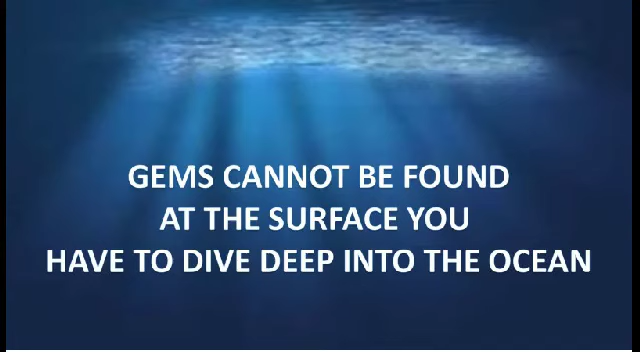 GEMS CANNOT BE FOUND
AT THE SURFACE YOU
HAVE TO DIVE DEEP INTO THE OCEAN